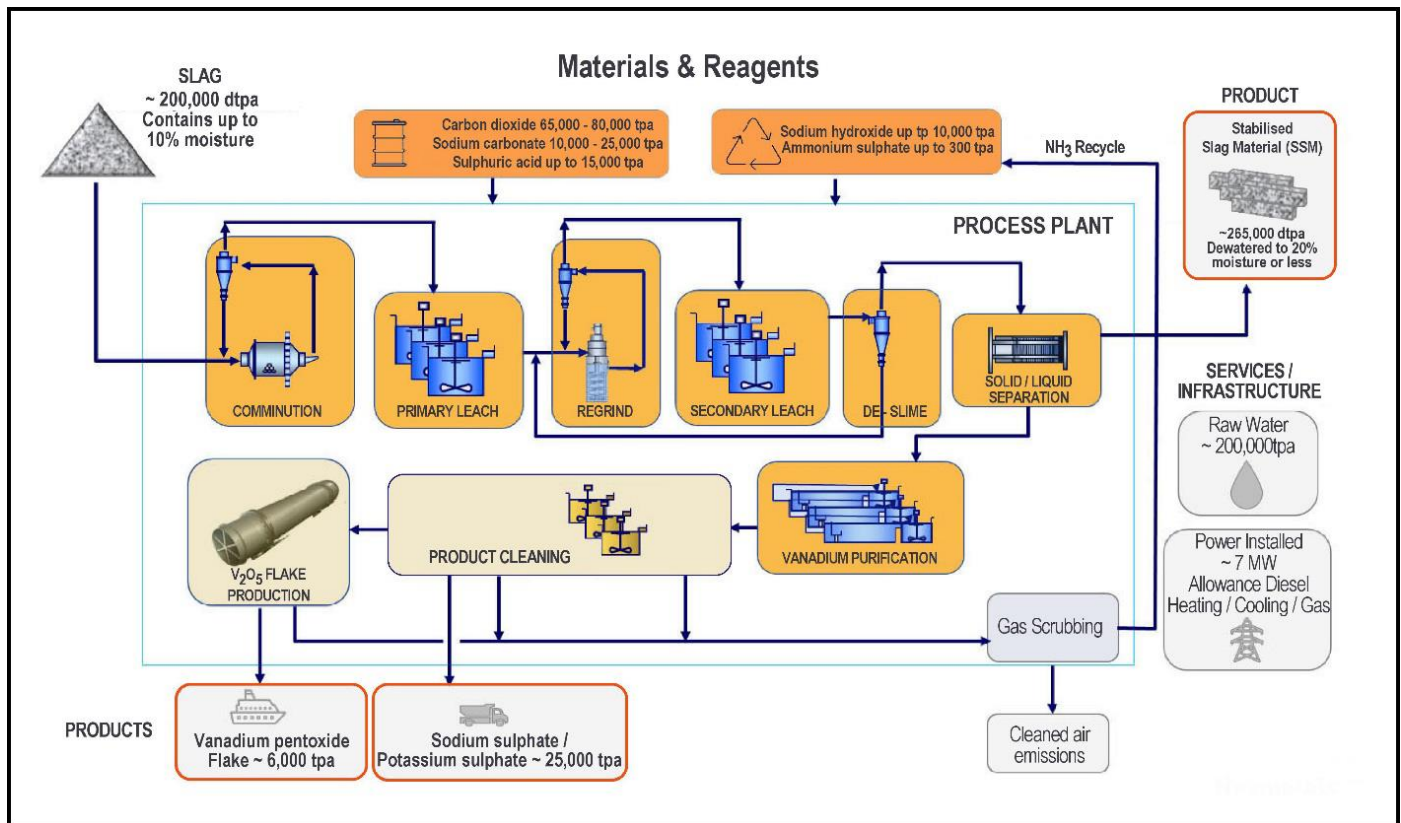 Materials & Reagents
SLAG
~ 200,000 dtpa
Contains up to
10% moisture
Carbon dioxide 65,000 - 80,000 tpa
Sodium carbonate 10,000 - 25,000 tpa
Sulphuric acid up to 15,000 tpa
Sodium hydroxide up tp 10,000 tpa
Ammonium sulphate up to 300 tpa
NH3 Recycle
PRODUCT
Stabilised
Slag Material (SSM)
~265,000 dtpa
Dewatered to 20%
moisture or less
PROCESS PLANT
COMMINUTION
PRIMARY LEACH
REGRIND
SECONDARY LEACH
DE- SLIME
SOLID / LIQUID
SEPARATION
SERVICES /
INFRASTRUCTURE
Raw Water
~ 200,000tpa
Power Installed
~ 7 MW
Allowance Diesel
Heating / Cooling / Gas
V2O5 FLAKE
PRODUCTION
PRODUCT CLEANING
VANADIUM PURIFICATION
Gas Scrubbing
PRODUCTS
Vanadium pentoxide
Flake ~ 6,000 tpa
Sodium sulphate /
Potassium sulphate ~ 25,000 tpa
Cleaned air
emissions